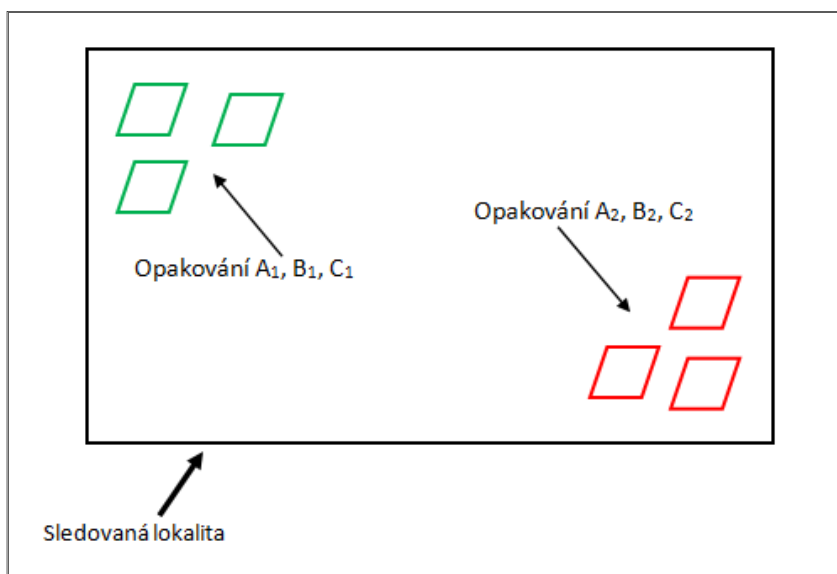 Opakování A₂, B₂, C₂
Opakování A₁, B₁, C₁
Sledovaná lokalita